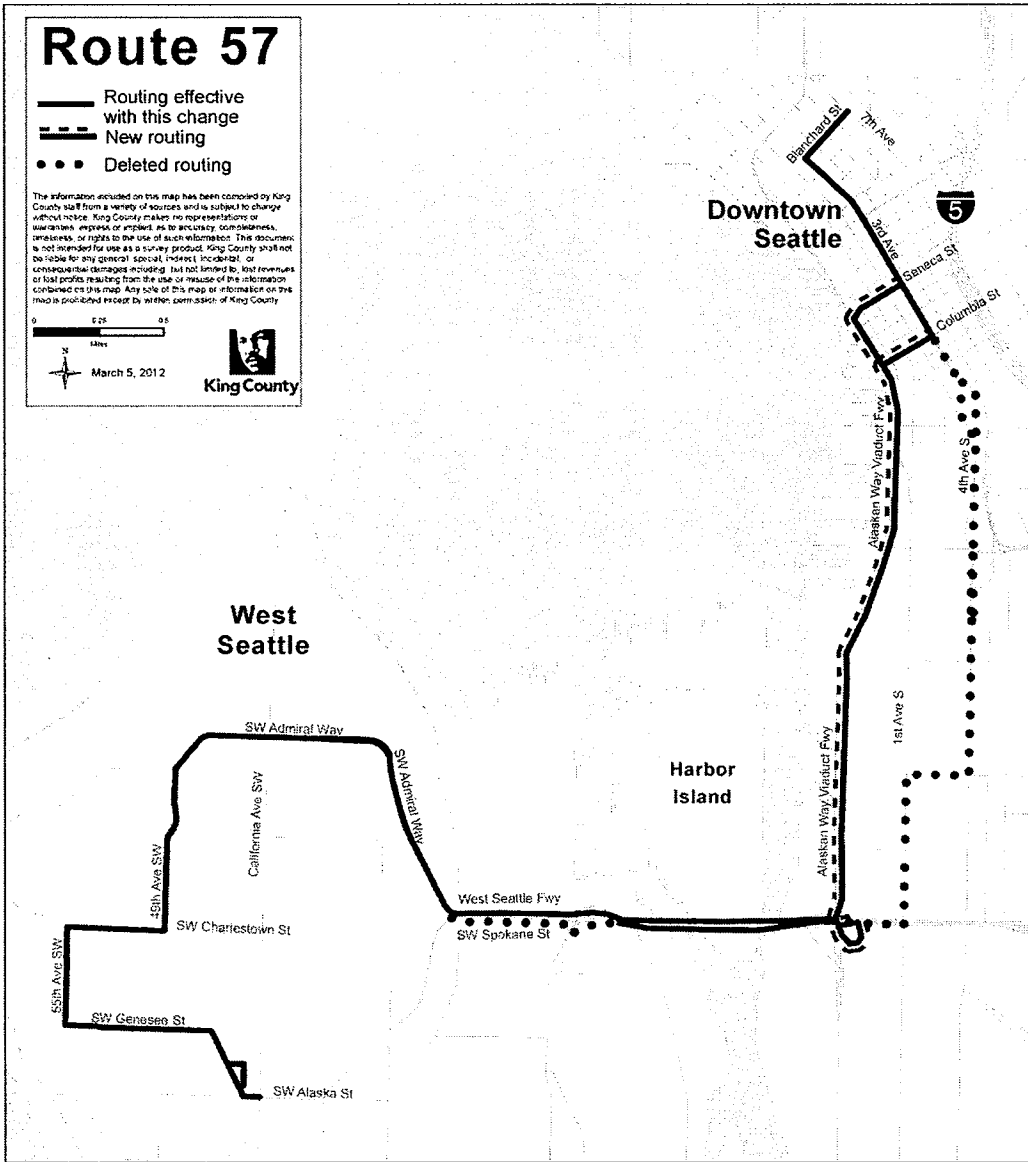 Route 57
Routing effective
with this change
New routing
Deleted routing
The information included on this map has been compiled by King
County staff from a variety of sources and is subject to change
without notice. King County makes no representations or
warranties, express or implied, as to accuracy, completeness,
timeliness, or rights to the use of such information. This document
is not intended for use as a survey product. King County shall not
be liable for any general, special, indirect, incidental, or
consequential damages including, but not limited to, lost revenues
or lost profits resulting from the use or misuse of the information
contained on this map. Any sale of this map or information on this
map is prohibited except by written permission of King County
0 0.25 0.5
Miles
N
March 5, 2012
King County
Blanchard St
7th Ave
5
Downtown
Seattle
3rd Ave
Seneca St
Columbia St
Alaskan Way Viaduct Fwy
4th Ave S
West
Seattle
SW Admiral Way
SW Admiral Way
California Ave SW
Harbor
Island
1st Ave S
Alaskan Way Viaduct Fwy
49th Ave SW
West Seattle Fwy
SW Charlestown St
SW Spokane St
55th Ave SW
SW Genesee St
SW Alaska St